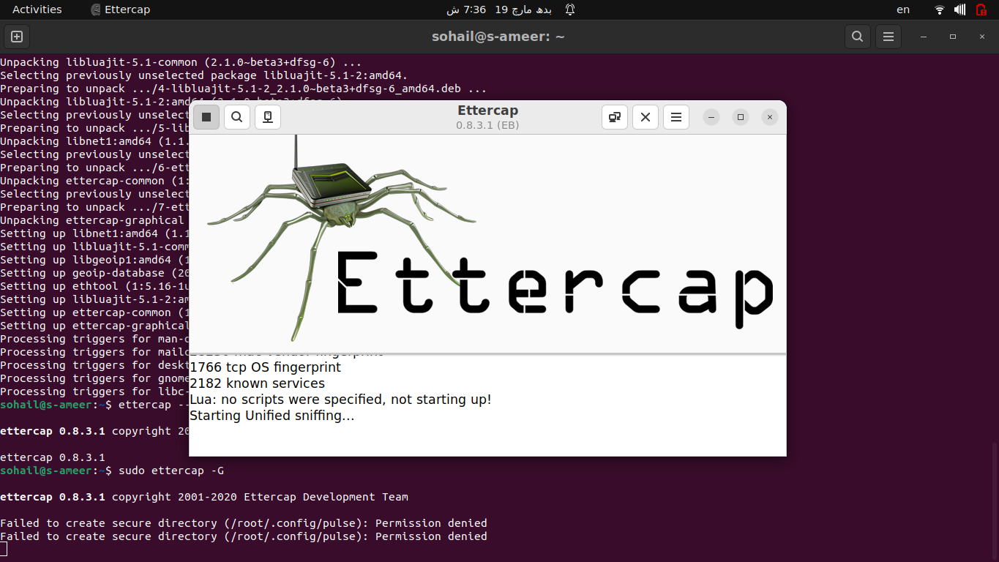 Activities
Ettercap
بدھ مارچ 19 7:36 ش
en
sohail@s-ameer: ~
Unpacking libluajit-5.1-common (2.1.0~beta3+dfsg-6) ...
Selecting previously unselected package libluajit-5.1-2:amd64.
Preparing to unpack .../4-libluajit-5.1-2_2.1.0~beta3+dfsg-6_amd64.deb ...
Unpacking libluajit-5.1-2:amd64 (2.1.0~beta3+dfsg-6) ...
Selecting previously unselect
Preparing to unpack .../5-lib
Unpacking libnet1:amd64 (1.1.
Selecting previously unselect
Preparing to unpack .../6-ett
Unpacking ettercap-common (1:
Selecting previously unselect
Preparing to unpack .../7-ett
Unpacking ettercap-graphical
Setting up libnet1:amd64 (1.1
Setting up libluajit-5.1-comm
Setting up libgeoip1:amd64 (1
Setting up geoip-database (20
Setting up ethtool (1:5.16-1u
Setting up libluajit-5.1-2:am
Setting up ettercap-common (1
Setting up ettercap-graphical
Processing triggers for man-d
Processing triggers for mailc
Processing triggers for deskt
Processing triggers for gnome
Processing triggers for libc-
sohail@s-ameer:~$ ettercap --
ettercap 0.8.3.1 copyright 20
ettercap 0.8.3.1
sohail@s-ameer:~$ sudo ettercap -G
ettercap 0.8.3.1 copyright 2001-2020 Ettercap Development Team
Failed to create secure directory (/root/.config/pulse): Permission denied
Failed to create secure directory (/root/.config/pulse): Permission denied
Ettercap
0.8.3.1 (EB)
Ettercap
1766 tcp OS fingerprint
2182 known services
Lua: no scripts were specified, not starting up!
Starting Unified sniffing...